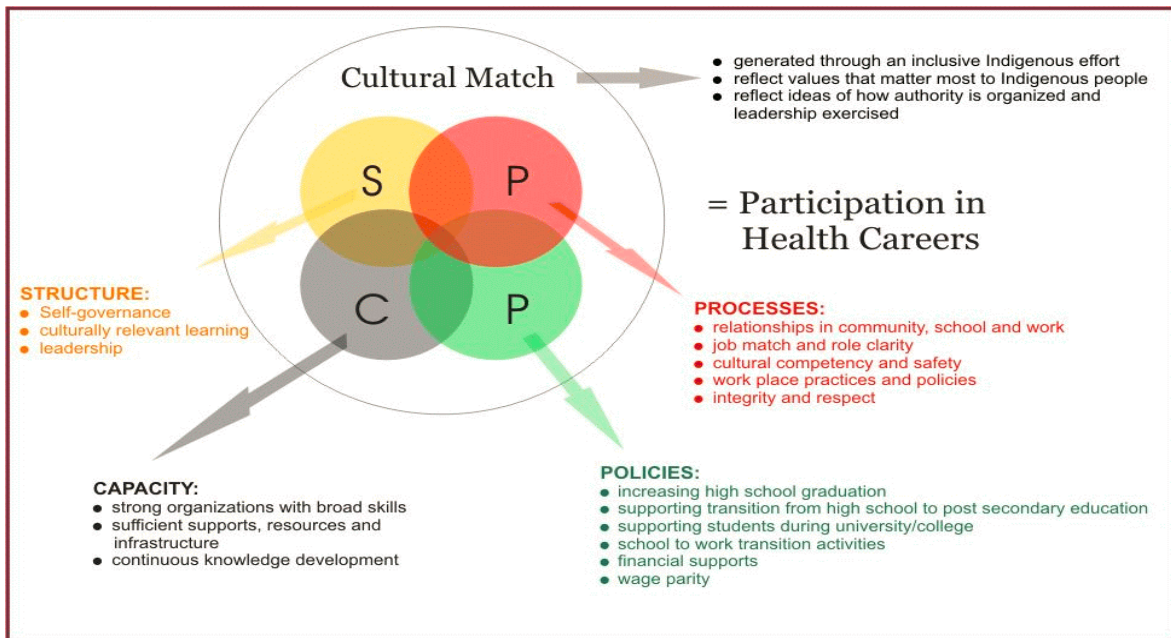 Cultural Match
• generated through an inclusive Indigenous effort
• reflect values that matter most to Indigenous people
• reflect ideas of how authority is organized and
leadership exercised
S
P
C
P
= Participation in
Health Careers
STRUCTURE:
• Self-governance
• culturally relevant learning
• leadership
PROCESSES:
• relationships in community, school and work
• job match and role clarity
• cultural competency and safety
• work place practices and policies
• integrity and respect
CAPACITY:
• strong organizations with broad skills
• sufficient supports, resources and
infrastructure
• continuous knowledge development
POLICIES:
• increasing high school graduation
• supporting transition from high school to post secondary education
• supporting students during university/college
• school to work transition activities
• financial supports
• wage parity